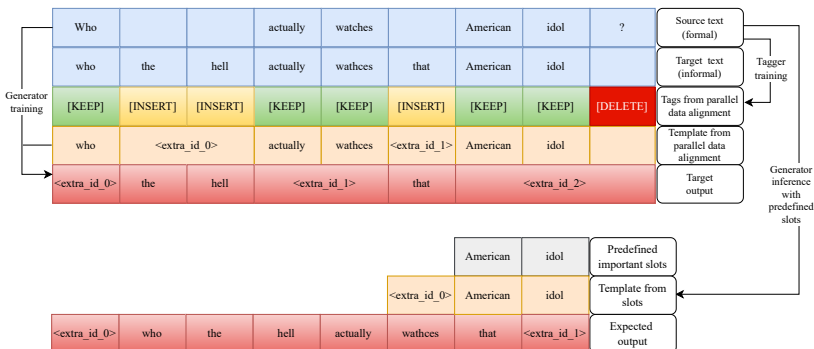 Who actually watches American idol ? Source text
(formal)
who the hell actually wathces that American idol Target text
(informal)
Generator
training
Tagger
training
[KEEP] [INSERT] [INSERT] [KEEP] [KEEP] [INSERT] [KEEP] [KEEP] [DELETE] Tags from parallel
data alignment
who <extra_id_0> actually wathces <extra_id_1> American idol Template from
parallel data
alignment
<extra_id_0> the hell <extra_id_1> that <extra_id_2> Target
output
Generator
inference
with
predefined
slots
American idol Predefined
important slots
<extra_id_0> American idol Template from
slots
<extra_id_0> who the hell actually wathces that <extra_id_1> Expected
output